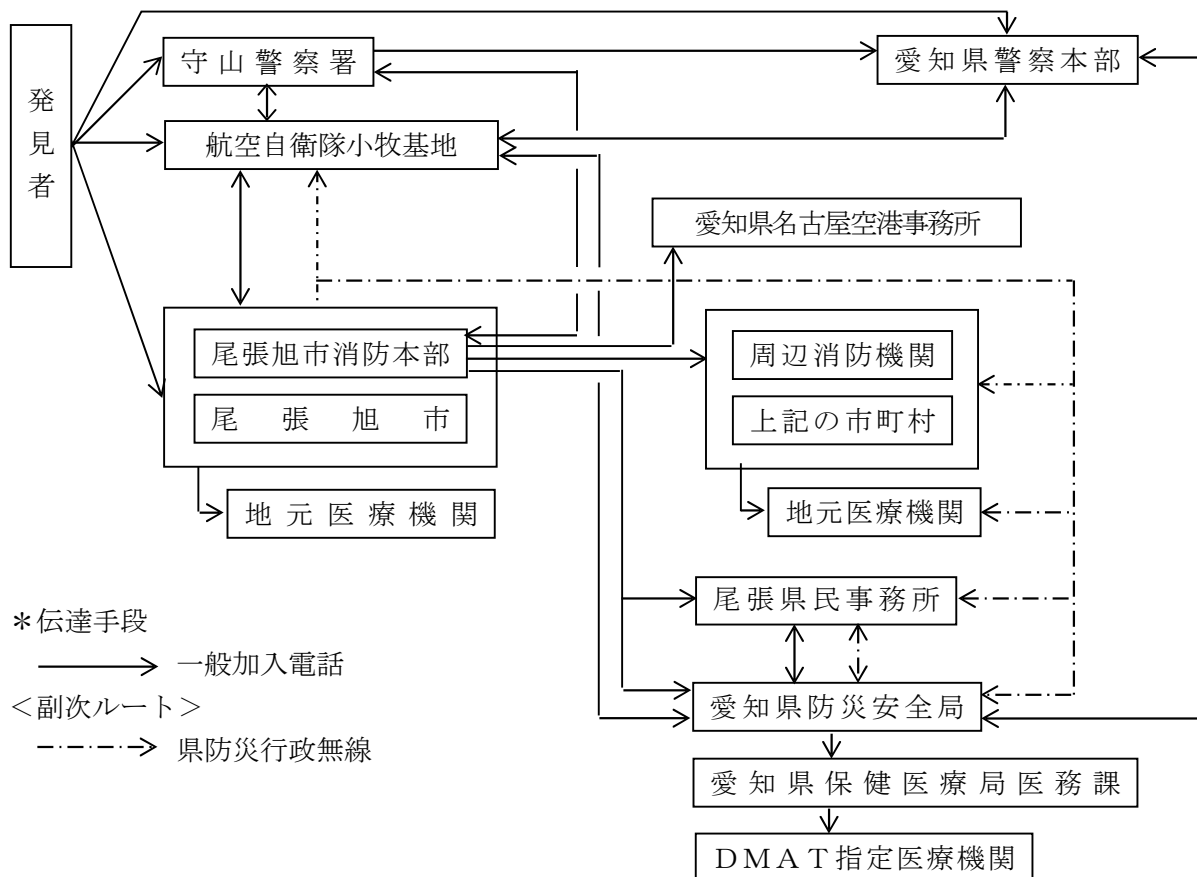 発見者
守山警察署
愛知県警察本部
航空自衛隊小牧基地
愛知県名古屋空港事務所
尾張旭市消防本部
尾張旭市
周辺消防機関
上記の市町村
地元医療機関
地元医療機関
尾張県民事務所
愛知県防災安全局
愛知県保健医療局医務課
ＤＭＡＴ指定医療機関
＊伝達手段
一般加入電話
＜副次ルート＞
県防災行政無線